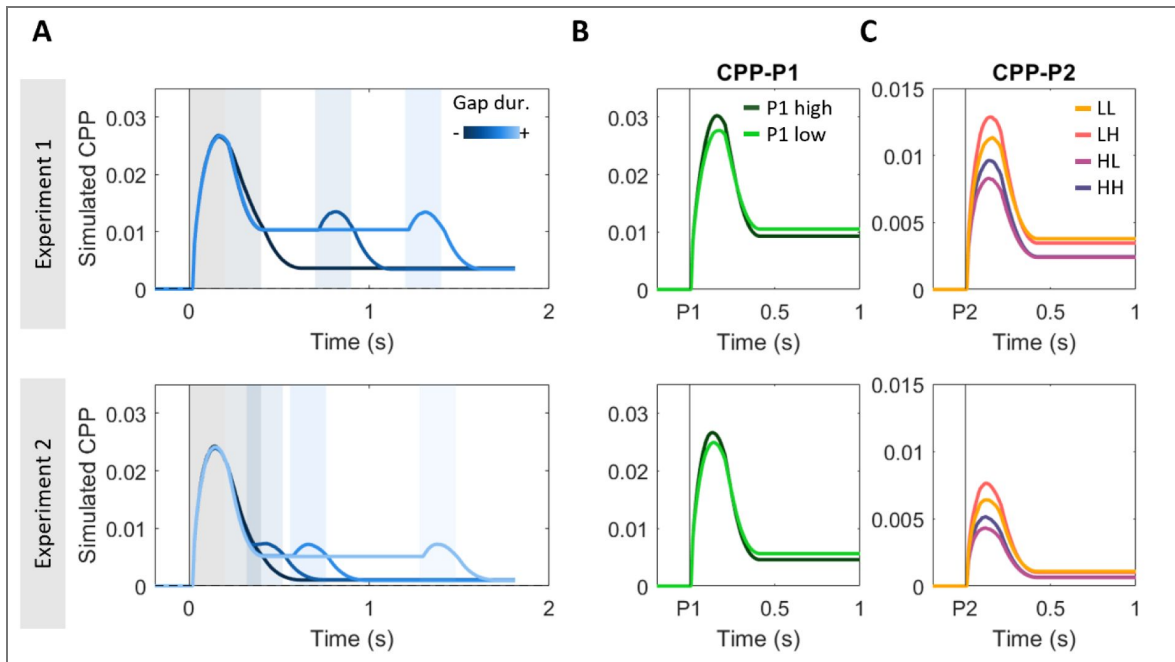 A
B
C
CPP-P1
CPP-P2
Experiment 1
Simulated CPP
0.03
0.02
0.01
0
Gap dur.
- +
0 1 2
Time (s)
0.03
0.02
0.01
0
P1 high
P1 low
P1 0.5 1
Time (s)
0.015
0.01
0.005
0
LL
LH
HL
HH
P2 0.5 1
Time (s)
Experiment 2
Simulated CPP
0.03
0.02
0.01
0
0 1 2
Time (s)
0.03
0.02
0.01
0
P1 0.5 1
Time (s)
0.015
0.01
0.005
0
P2 0.5 1
Time (s)